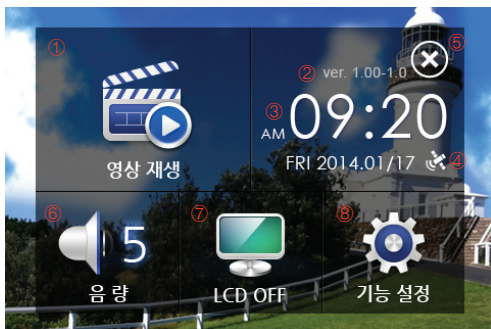 ①
⑤
② ver. 1.00-1.0
③ AM 09:20
영상 재생
FRI 2014.01/17 ④
⑥ 5
⑦
⑧
음 량
LCD OFF
기능 설정